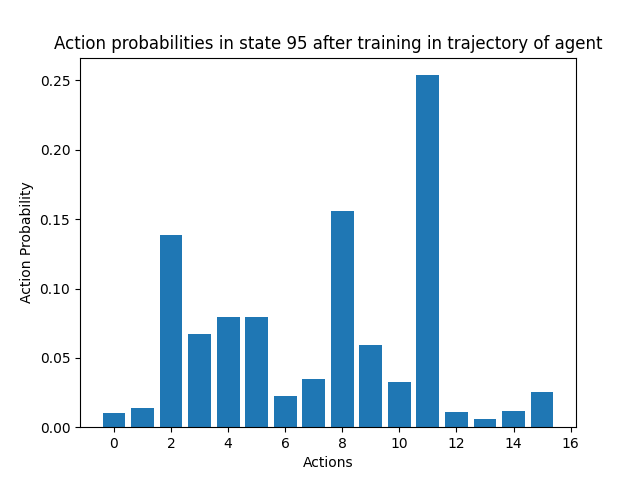 Action probabilities in state 95 after training in trajectory of agent
0.25
0.20
0.15
0.10
0.05
0.00
Action Probability
0 2 4 6 8 10 12 14 16
Actions